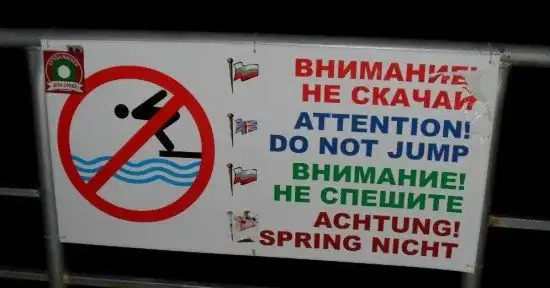 ВНИМАНИЕ!
НЕ СКАЧАЙ
ATTENTION!
DO NOT JUMP
ВНИМАНИЕ!
НЕ СПЕШИТЕ
ACHTUNG!
SPRING NICHT